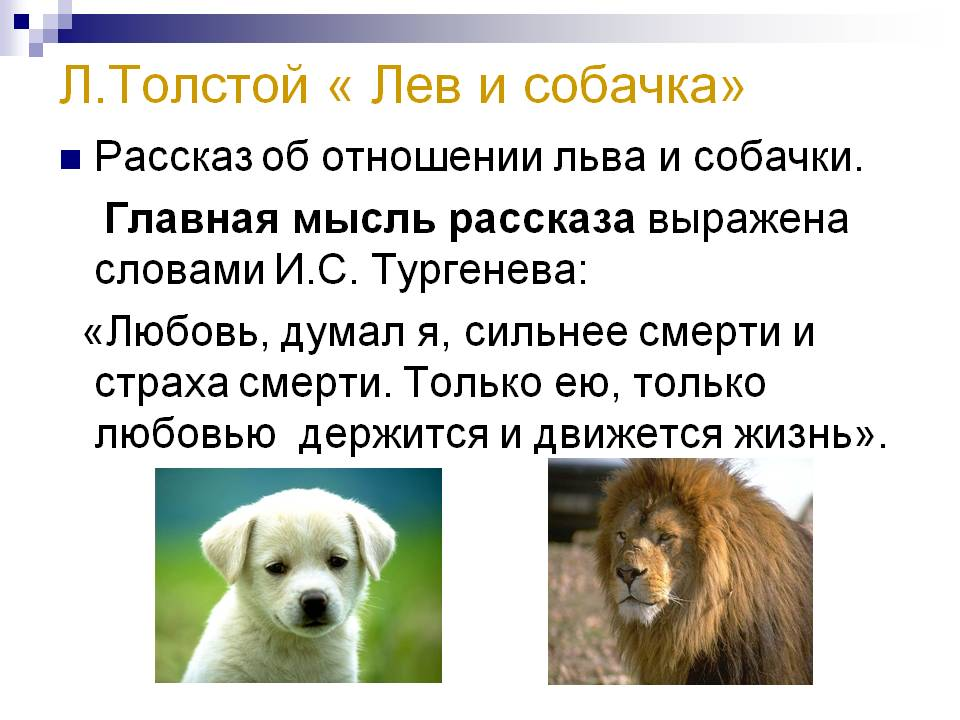 Л.Толстой « Лев и собачка»
Рассказ об отношении льва и собачки.
Главная мысль рассказа выражена
словами И.С. Тургенева:
«Любовь, думал я, сильнее смерти и
страха смерти. Только ею, только
любовью держится и движется жизнь».